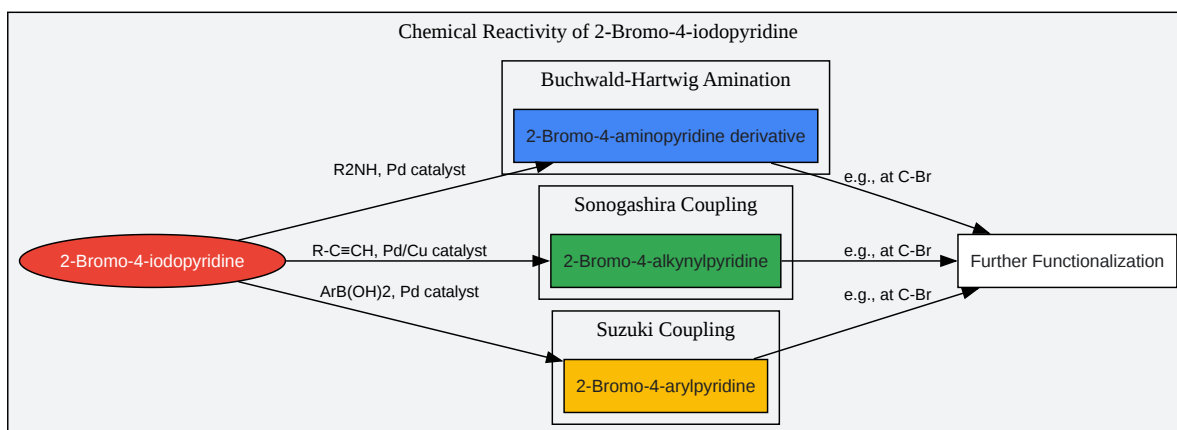 Chemical Reactivity of 2-Bromo-4-iodopyridine
Buchwald-Hartwig Amination
2-Bromo-4-aminopyridine derivative
R2NH, Pd catalyst
e.g., at C-Br
Sonogashira Coupling
2-Bromo-4-iodopyridine
R-C≡CH, Pd/Cu catalyst
2-Bromo-4-alkynylpyridine
e.g., at C-Br
Further Functionalization
ArB(OH)2, Pd catalyst
e.g., at C-Br
Suzuki Coupling
2-Bromo-4-arylpyridine